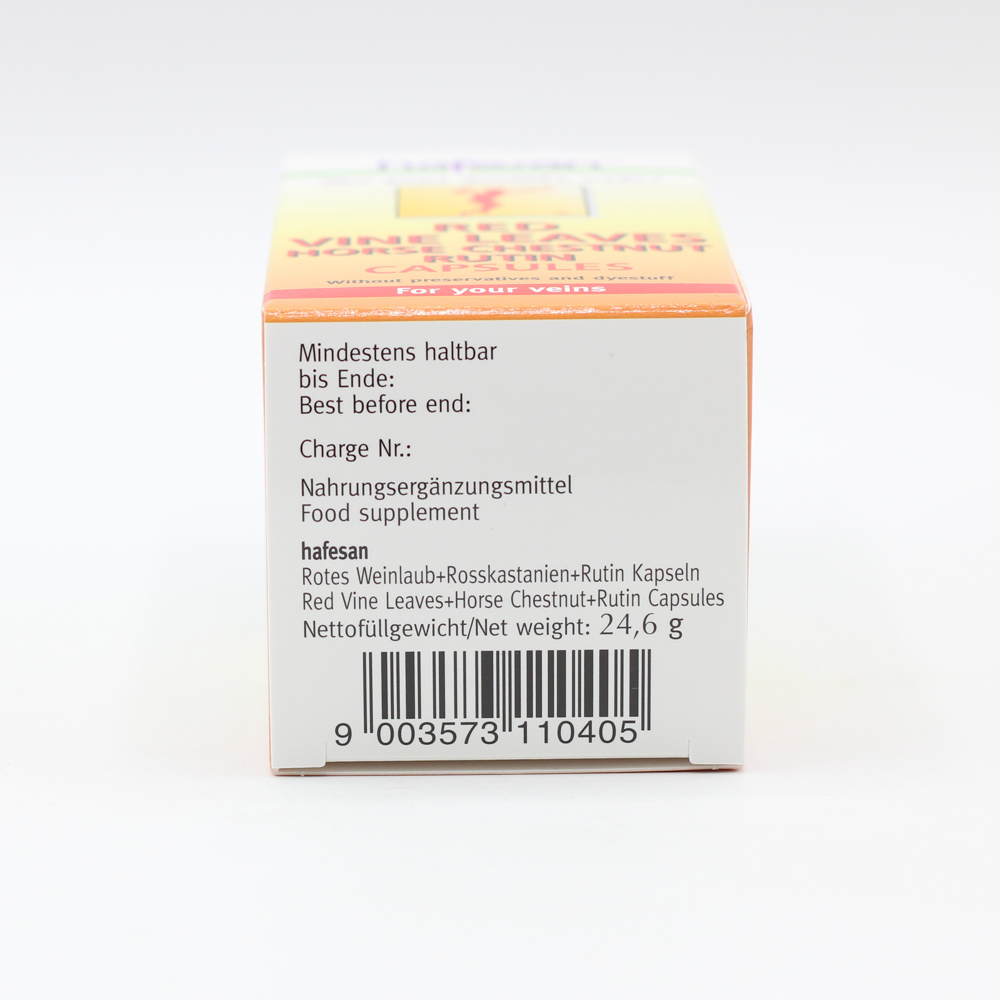 RED
VINE LEAVES
HORSE CHESTNUT
RUTIN
CAPSULES
without preservatives and dyestuff
For your veins
Mindestens haltbar
bis Ende:
Best before end:
Charge Nr.:
Nahrungsergänzungsmittel
Food supplement
hafesan
Rotes Weinlaub+Rosskastanien+Rutin Kapseln
Red Vine Leaves+Horse Chestnut+Rutin Capsules
Nettofüllgewicht/Net weight: 24,6 g
9 003573 110405